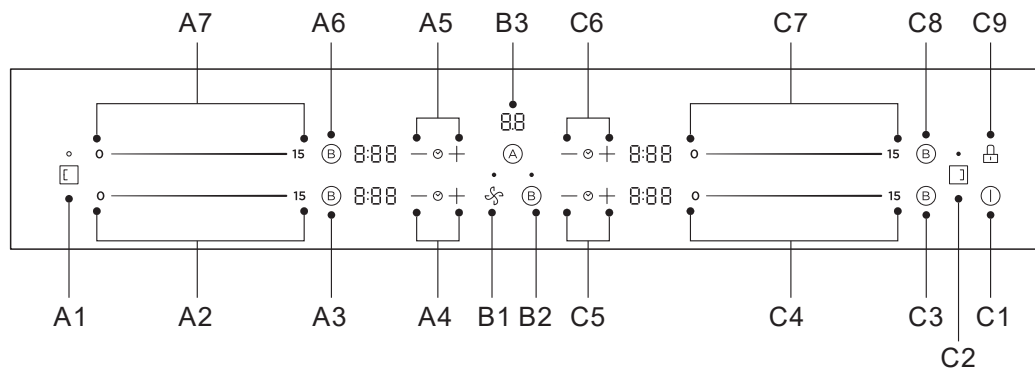 A7 A6 A5 B3 C6 C7 C8 C9
8.8
0 15 B 8:88 − + A − + 8:88 0 15 B
0 15 B 8:88 − + B − + 8:88 0 15 B
A1 A2 A3 A4 B1 B2 C5 C4 C3 C1
C2